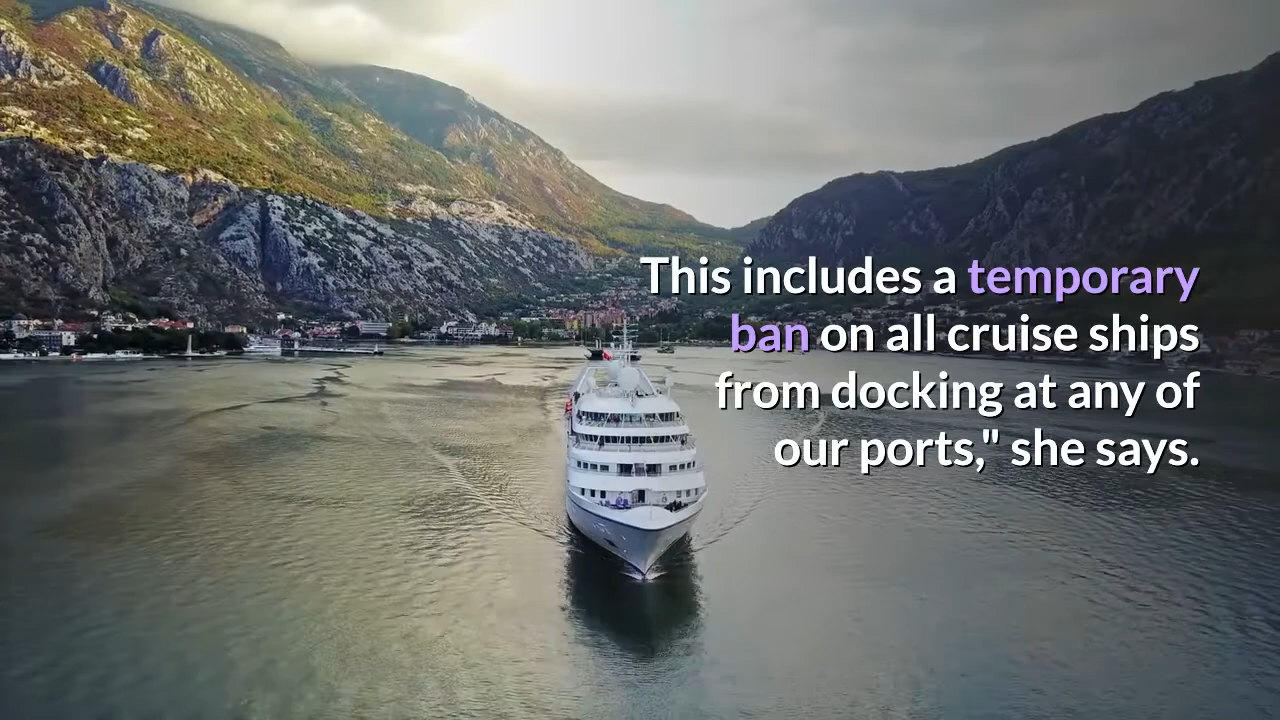 This includes a temporary
ban on all cruise ships
from docking at any of
our ports," she says.